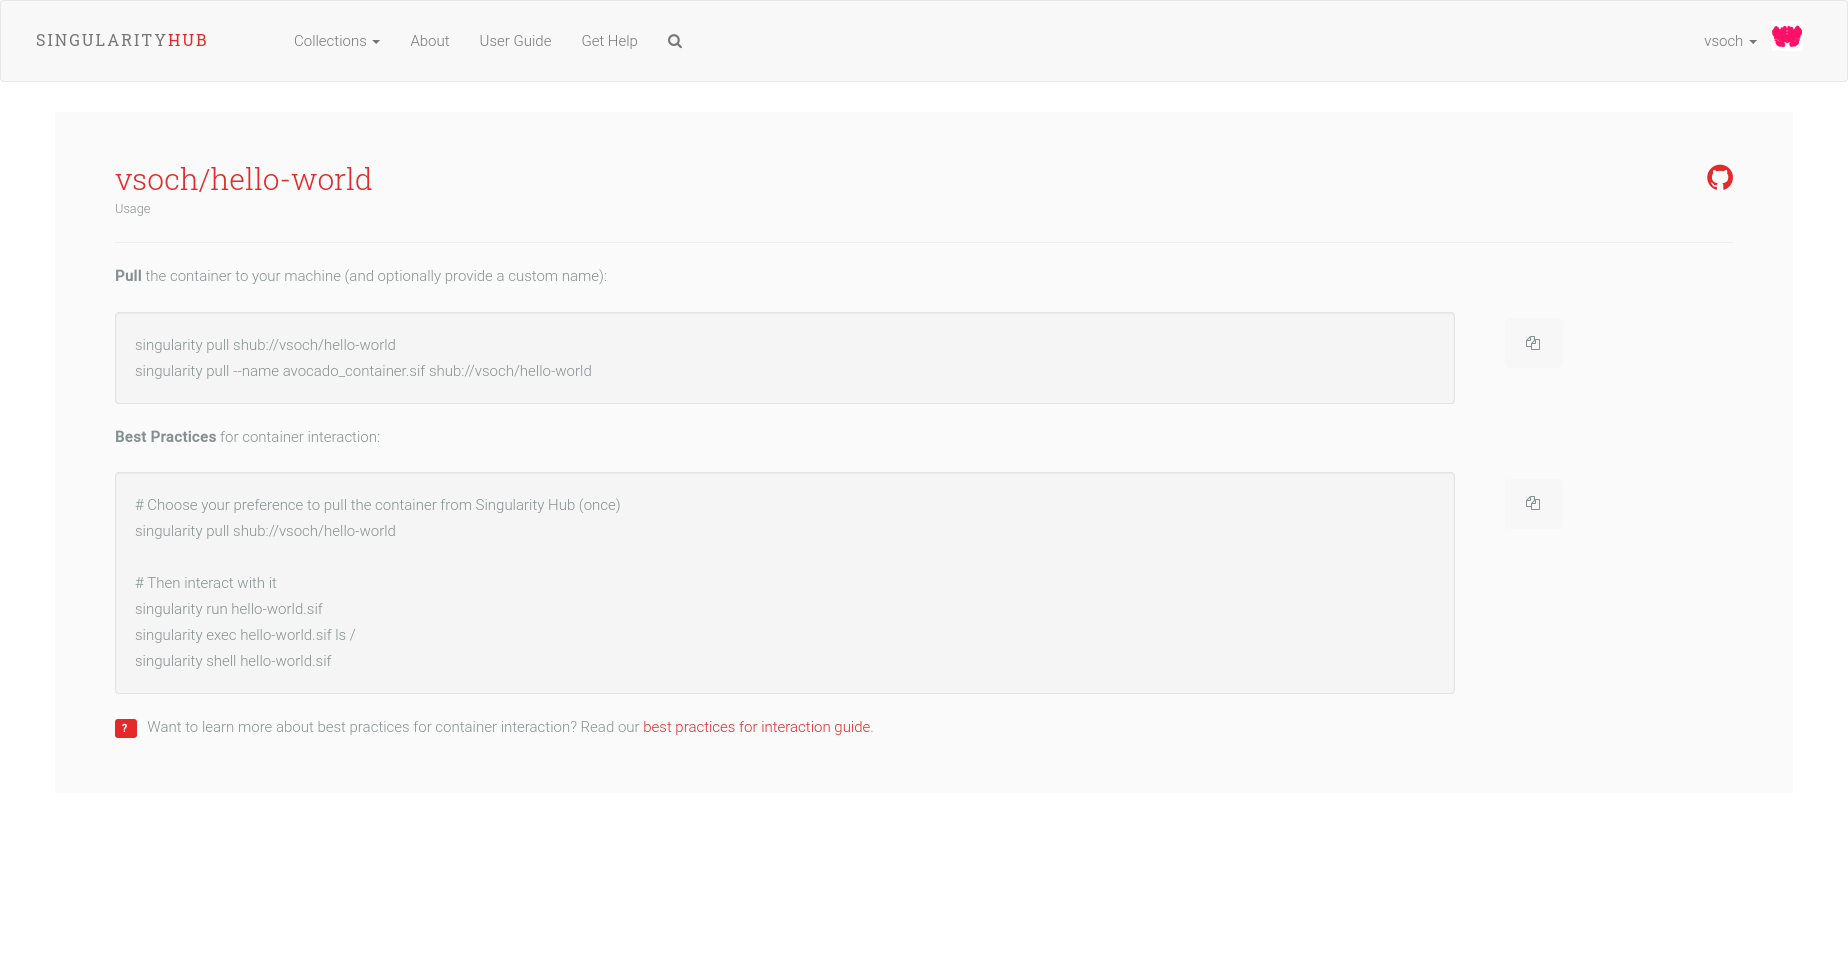 SINGULARITYHUB
Collections
About
User Guide
Get Help
vsoch
vsoch/hello-world
Usage
Pull the container to your machine (and optionally provide a custom name):
singularity pull shub://vsoch/hello-world
singularity pull --name avocado_container.sif shub://vsoch/hello-world
Best Practices for container interaction:
# Choose your preference to pull the container from Singularity Hub (once)
singularity pull shub://vsoch/hello-world
# Then interact with it
singularity run hello-world.sif
singularity exec hello-world.sif ls /
singularity shell hello-world.sif
? Want to learn more about best practices for container interaction? Read our best practices for interaction guide.